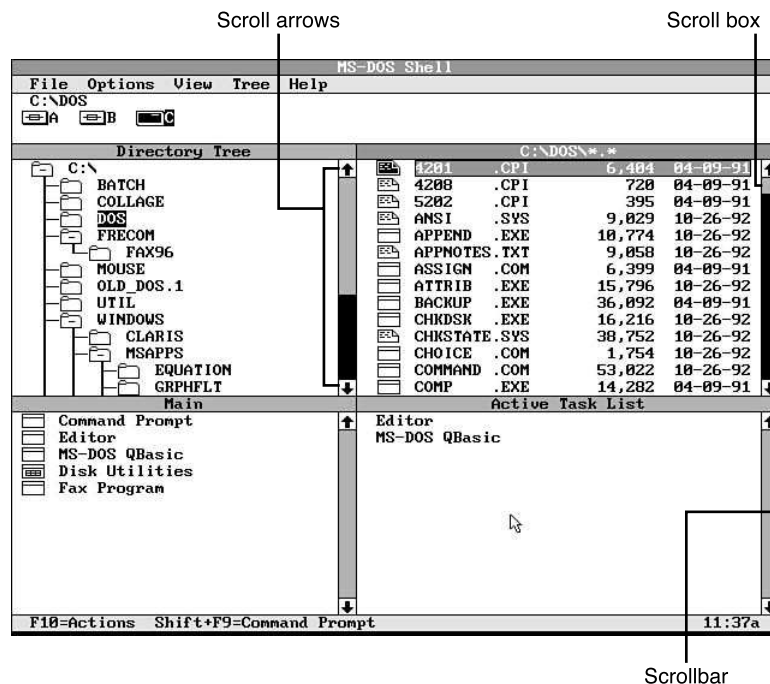 Scroll arrows
Scroll box
MS-DOS Shell
File Options View Tree Help
C:\DOS
A B C
Directory Tree
C:\
BATCH
COLLAGE
DOS
FRECOM
FAX96
MOUSE
OLD_DOS.1
UTIL
WINDOWS
CLARIS
MSAPPS
EQUATION
GRPHFLT
C:\DOS\*.*
4201 .CPI 6,404 04-09-91
4208 .CPI 720 04-09-91
5202 .CPI 395 04-09-91
ANSI .SYS 9,029 10-26-92
APPEND .EXE 10,774 10-26-92
APPNOTES.TXT 9,058 10-26-92
ASSIGN .COM 6,399 04-09-91
ATTRIB .EXE 15,796 10-26-92
BACKUP .EXE 36,092 04-09-91
CHKDSK .EXE 16,216 10-26-92
CHKSTATE.SYS 38,752 10-26-92
CHOICE .COM 1,754 10-26-92
COMMAND .COM 53,022 10-26-92
COMP .EXE 14,282 04-09-91
Main
Command Prompt
Editor
MS-DOS QBasic
Disk Utilities
Fax Program
Active Task List
Editor
MS-DOS QBasic
F10=Actions Shift+F9=Command Prompt 11:37a
Scrollbar